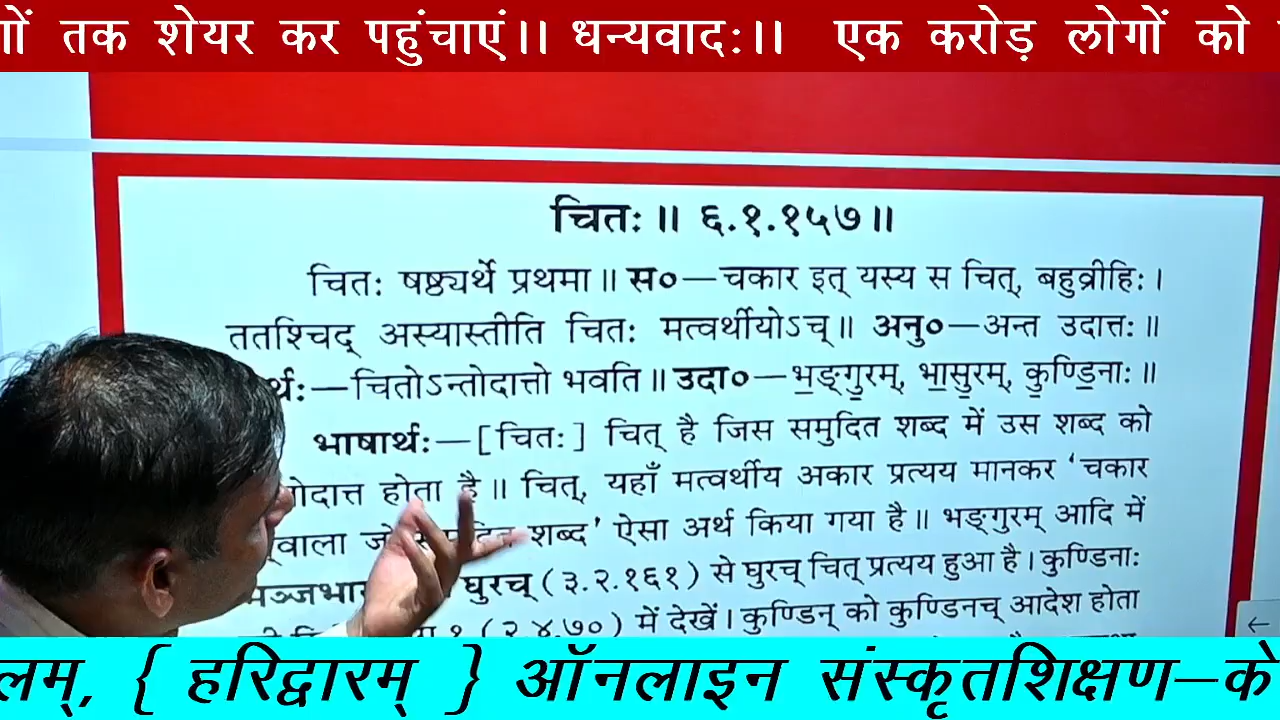 तक शेयर कर पहुंचाएं।। धन्यवादः।। एक करोड़ लोगों को
चितः ॥ ६.१.१५७॥
चितः षष्ठ्यर्थे प्रथमा ॥ स०—चकार इत् यस्य स चित्, बहुव्रीहिः।
ततश्चिद् अस्यास्तीति चितः मत्वर्थीयोऽच् ॥ अनु०—अन्त उदात्तः ॥
चितोऽन्तोदात्तो भवति ॥ उदा०—भ॒ङ्गु॒रम्, भा॒सु॒रम्, कु॒ण्डि॒नाः ॥
भाषार्थः—[चितः] चित् है जिस समुदित शब्द में उस शब्द को
होता है ॥ चित्, यहाँ मत्वर्थीय अकार प्रत्यय मानकर ‘चकार
शब्द’ ऐसा अर्थ किया गया है ॥ भङ्गुरम् आदि में
घुरच् (३.२.१६१) से घुरच् चित् प्रत्यय हुआ है। कुण्डिनाः
(२.४.७०) में देखें। कुण्डिन् को कुण्डिनच् आदेश होता
{ हरिद्वारम् } ऑनलाइन संस्कृतशिक्षण—के